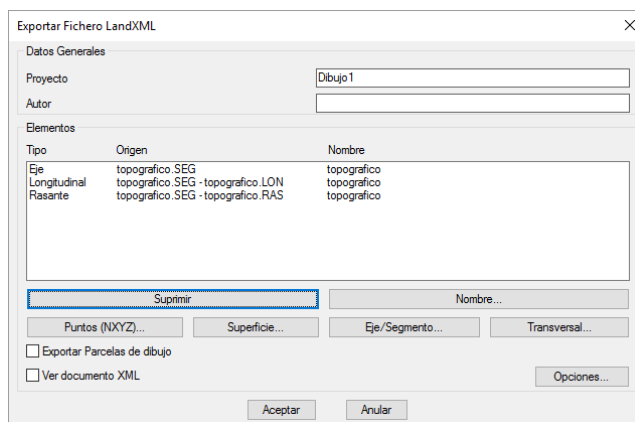 Exportar Fichero LandXML
Datos Generales
Proyecto Dibujo1
Autor
Elementos
Tipo Origen Nombre
Eje topografico.SEG topografico
Longitudinal topografico.SEG - topografico.LON topografico
Rasante topografico.SEG - topografico.RAS topografico
Suprimir Nombre...
Puntos (NXYZ)... Superficie... Eje/Segmento... Transversal...
Exportar Parcelas de dibujo
Ver documento XML Opciones...
Aceptar Anular